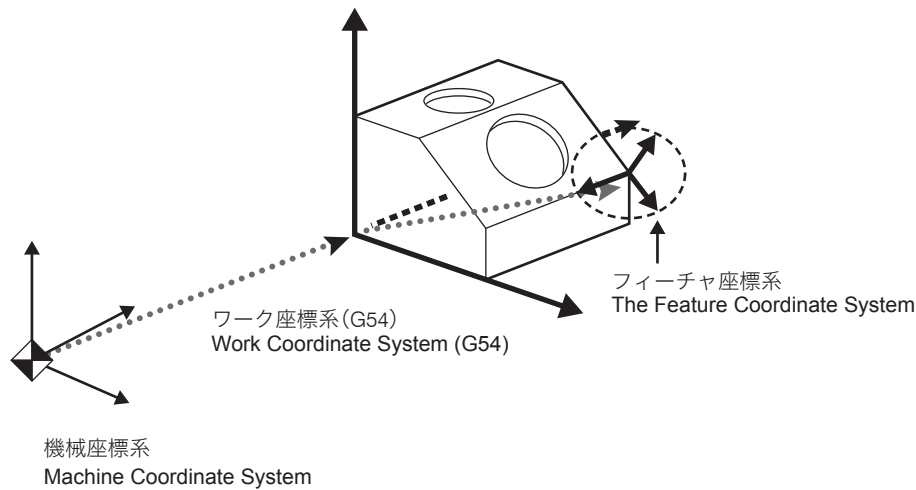 フィーチャ座標系
The Feature Coordinate System
ワーク座標系(G54)
Work Coordinate System (G54)
機械座標系
Machine Coordinate System